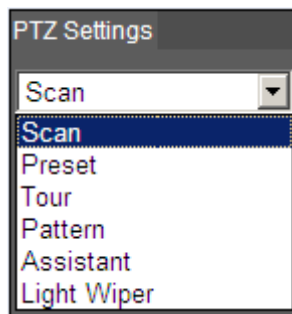 PTZ Settings
Scan
Scan
Preset
Tour
Pattern
Assistant
Light Wiper